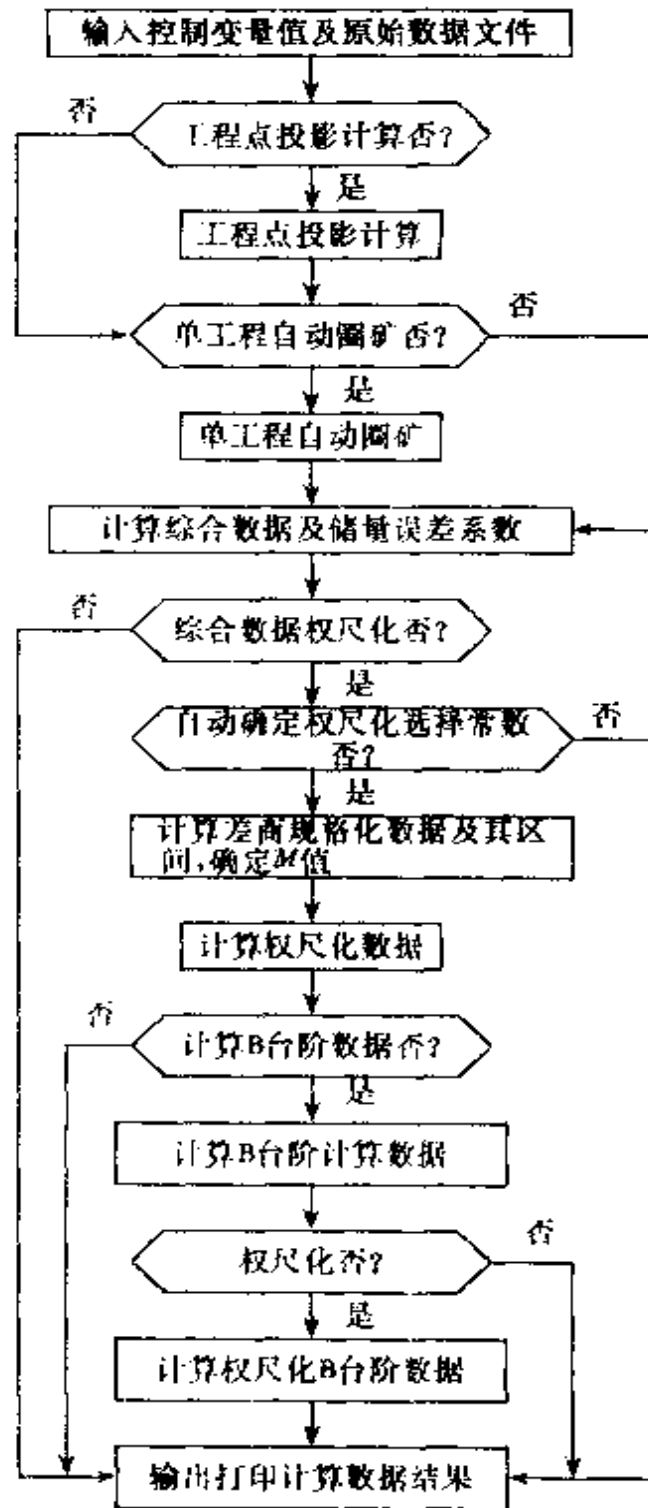 输入控制变量值及原始数据文件
否
工程点投影计算否?
是
工程点投影计算
否
单工程自动圈矿否?
是
单工程自动圈矿
计算综合数据及储量误差系数
否
综合数据权尺化否?
是
自动确定权尺化选择常数
否?
否
是
计算差商规格化数据及其区
间,确定M值
计算权尺化数据
否
计算B台阶数据否?
是
计算B台阶计算数据
权尺化否?
否
是
计算权尺化B台阶数据
输出打印计算数据结果